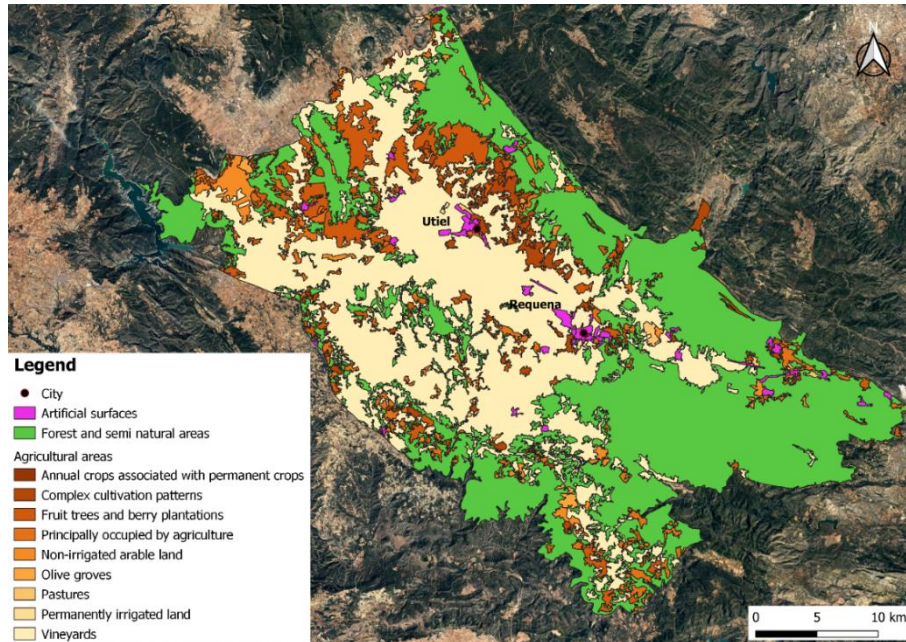 N
Utiel
Requena
Legend
City
Artificial surfaces
Forest and semi natural areas
Agricultural areas
Annual crops associated with permanent crops
Complex cultivation patterns
Fruit trees and berry plantations
Principally occupied by agriculture
Non-irrigated arable land
Olive groves
Pastures
Permanently irrigated land
Vineyards
0 5 10 km